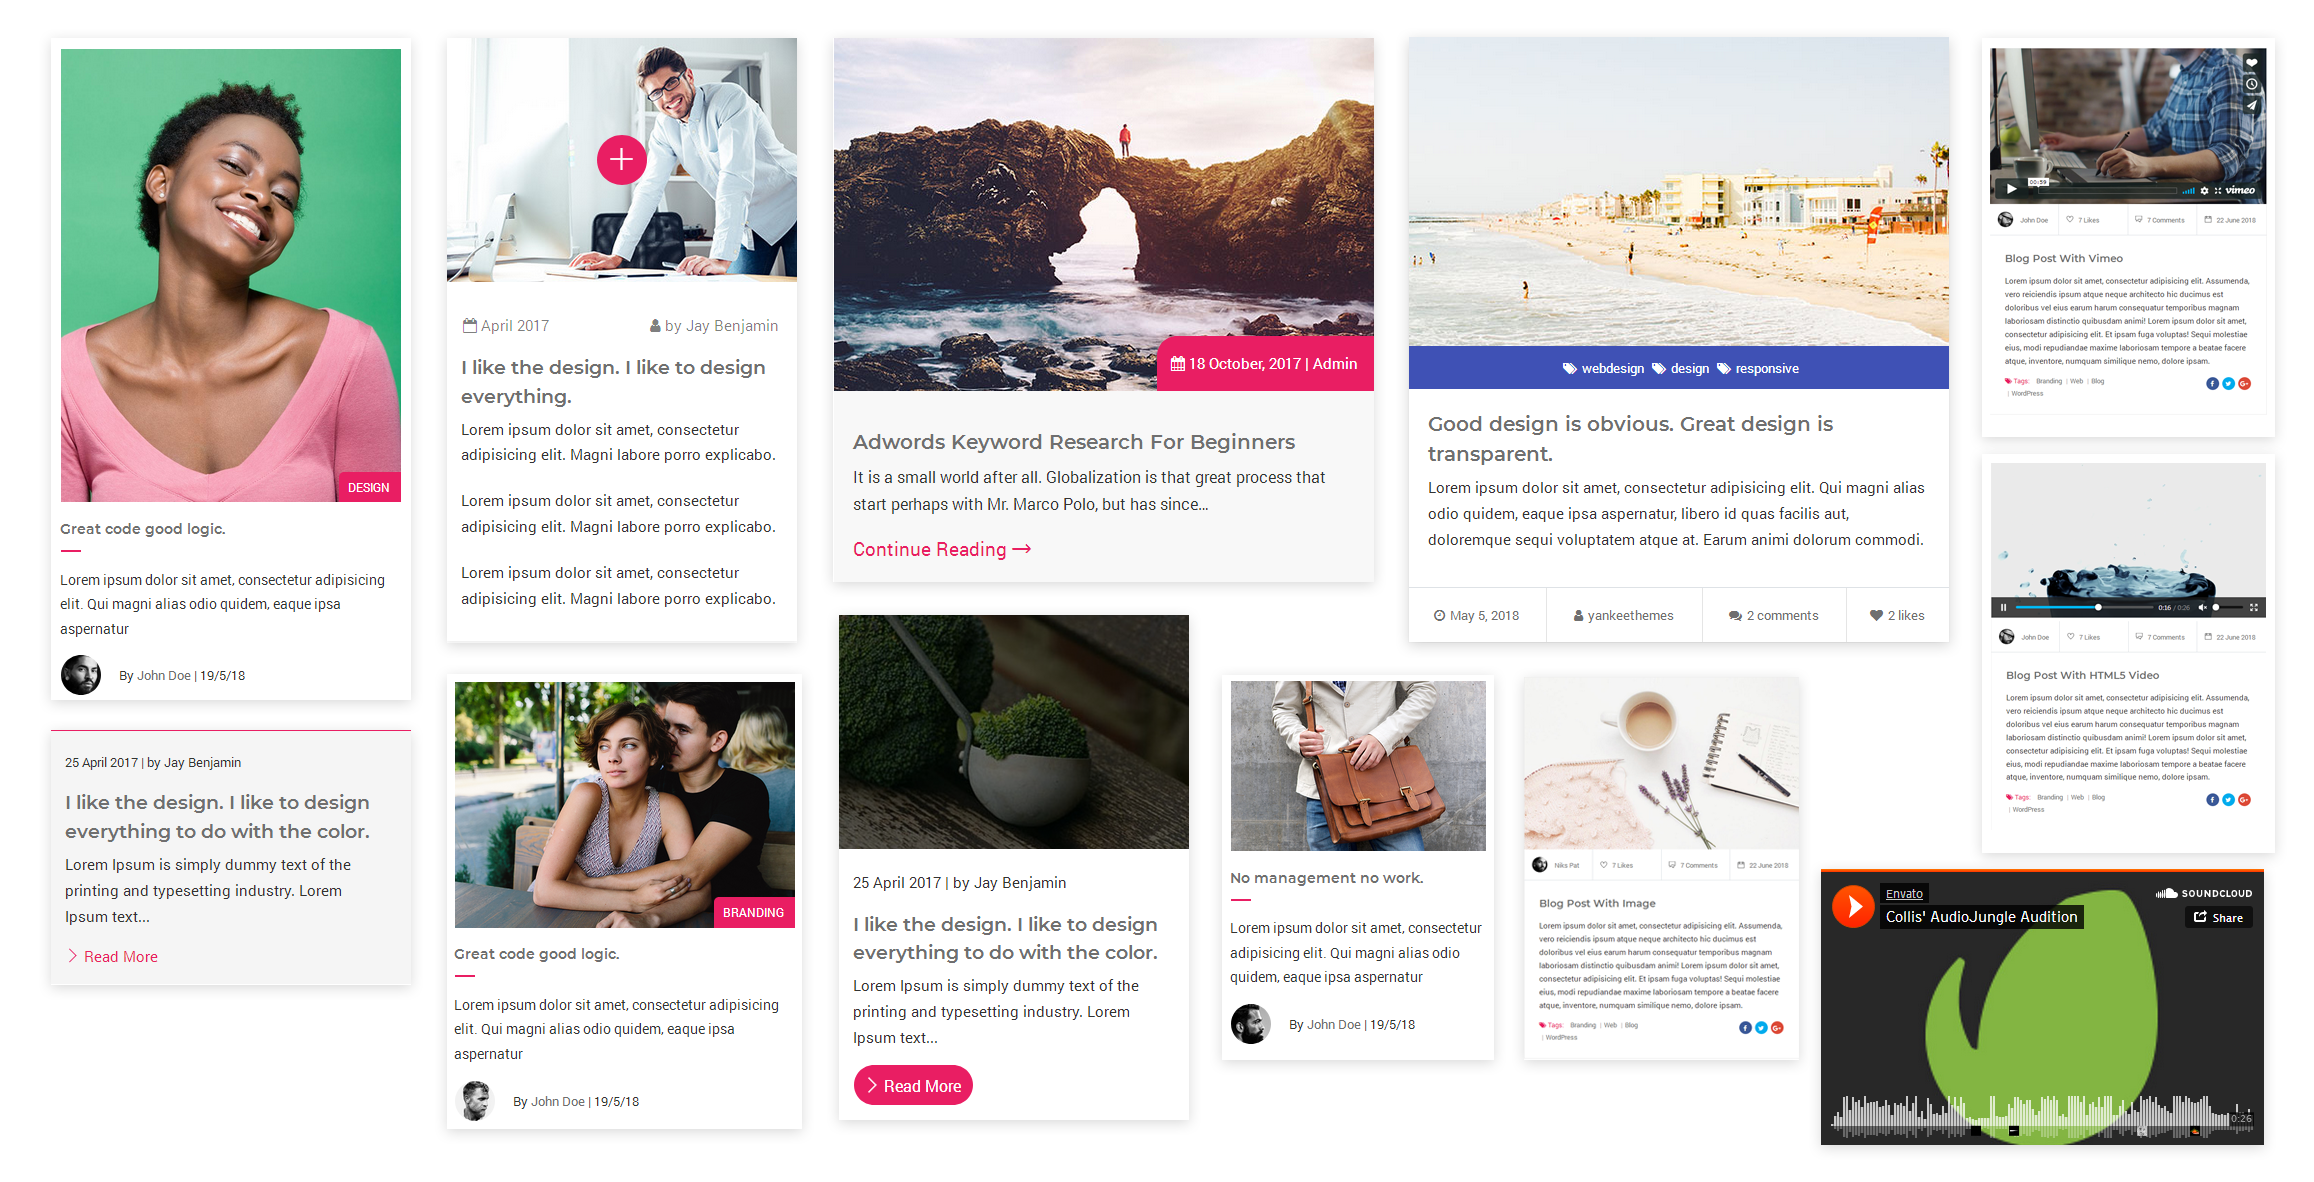 DESIGN
Great code good logic.
Lorem ipsum dolor sit amet, consectetur adipisicing
elit. Qui magni alias odio quidem, eaque ipsa
aspernatur
By John Doe | 19/5/18
25 April 2017 | by Jay Benjamin
I like the design. I like to design
everything to do with the color.
Lorem Ipsum is simply dummy text of the
printing and typesetting industry. Lorem
Ipsum text...
Read More
April 2017
by Jay Benjamin
I like the design. I like to design
everything.
Lorem ipsum dolor sit amet, consectetur
adipisicing elit. Magni labore porro explicabo.
Lorem ipsum dolor sit amet, consectetur
adipisicing elit. Magni labore porro explicabo.
Lorem ipsum dolor sit amet, consectetur
adipisicing elit. Magni labore porro explicabo.
BRANDING
Great code good logic.
Lorem ipsum dolor sit amet, consectetur adipisicing
elit. Qui magni alias odio quidem, eaque ipsa
aspernatur
By John Doe | 19/5/18
18 October, 2017 | Admin
Adwords Keyword Research For Beginners
It is a small world after all. Globalization is that great process that
start perhaps with Mr. Marco Polo, but has since...
Continue Reading
25 April 2017 | by Jay Benjamin
I like the design. I like to design
everything to do with the color.
Lorem Ipsum is simply dummy text of the
printing and typesetting industry. Lorem
Ipsum text...
Read More
No management no work.
Lorem ipsum dolor sit amet, consectetur
adipisicing elit. Qui magni alias odio
quidem, eaque ipsa aspernatur
By John Doe | 19/5/18
webdesign design responsive
Good design is obvious. Great design is
transparent.
Lorem ipsum dolor sit amet, consectetur adipisicing elit. Qui magni alias
odio quidem, eaque ipsa aspernatur, libero id quas facilis aut,
doloremque sequi voluptatem atque at. Earum animi dolorum commodi.
May 5, 2018
yankeethemes
2 comments
2 likes
Niks Pat
7 Likes
7 Comments
22 June 2018
Blog Post With Image
Lorem ipsum dolor sit amet, consectetur adipisicing elit. Assumenda,
vero reiciendis ipsum atque neque architecto hic ducimus est
doloribus vel eius earum harum consequatur temporibus magnam
laboriosam distinctio quibusdam animi! Lorem ipsum dolor sit amet,
consectetur adipisicing elit. Et ipsam fuga voluptas! Sequi molestiae
eius, modi repudiandae maxime laboriosam tempore a beatae facere
atque, inventore, numquam similique nemo, dolore ipsam.
Tags: Branding | Web | Blog
| WordPress
00:59
vimeo
John Doe
7 Likes
7 Comments
22 June 2018
Blog Post With Vimeo
Lorem ipsum dolor sit amet, consectetur adipisicing elit. Assumenda,
vero reiciendis ipsum atque neque architecto hic ducimus est
doloribus vel eius earum harum consequatur temporibus magnam
laboriosam distinctio quibusdam animi! Lorem ipsum dolor sit amet,
consectetur adipisicing elit. Et ipsam fuga voluptas! Sequi molestiae
eius, modi repudiandae maxime laboriosam tempore a beatae facere
atque, inventore, numquam similique nemo, dolore ipsam.
Tags: Branding | Web | Blog
| WordPress
0:16 / 0:26
John Doe
7 Likes
7 Comments
22 June 2018
Blog Post With HTML5 Video
Lorem ipsum dolor sit amet, consectetur adipisicing elit. Assumenda,
vero reiciendis ipsum atque neque architecto hic ducimus est
doloribus vel eius earum harum consequatur temporibus magnam
laboriosam distinctio quibusdam animi! Lorem ipsum dolor sit amet,
consectetur adipisicing elit. Et ipsam fuga voluptas! Sequi molestiae
eius, modi repudiandae maxime laboriosam tempore a beatae facere
atque, inventore, numquam similique nemo, dolore ipsam.
Tags: Branding | Web | Blog
| WordPress
Envato
Collis' AudioJungle Audition
SOUNDCLOUD
Share
0:26